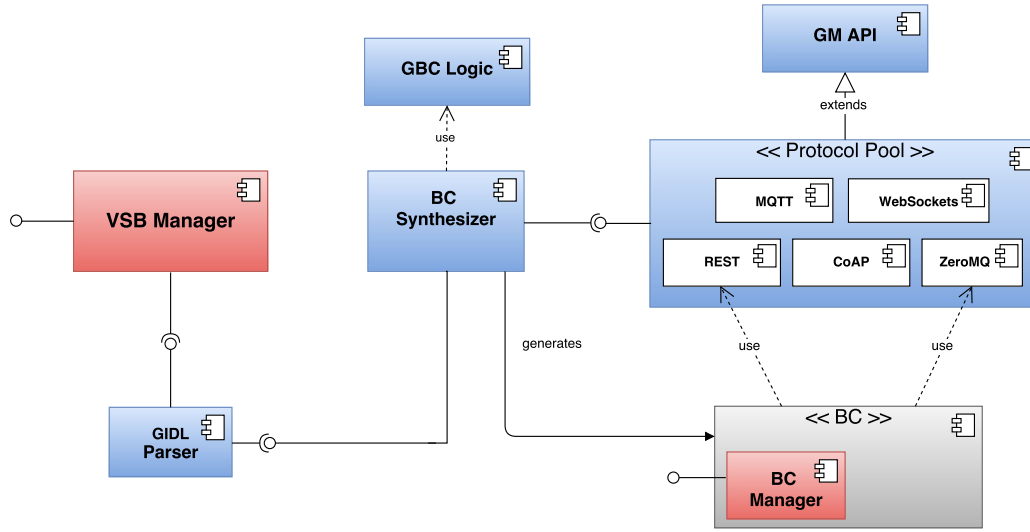 GM API
GBC Logic
extends
use
<< Protocol Pool >>
MQTT
WebSockets
BC
Synthesizer
VSB Manager
REST
CoAP
ZeroMQ
generates
use
use
<< BC >>
GIDL
Parser
BC
Manager